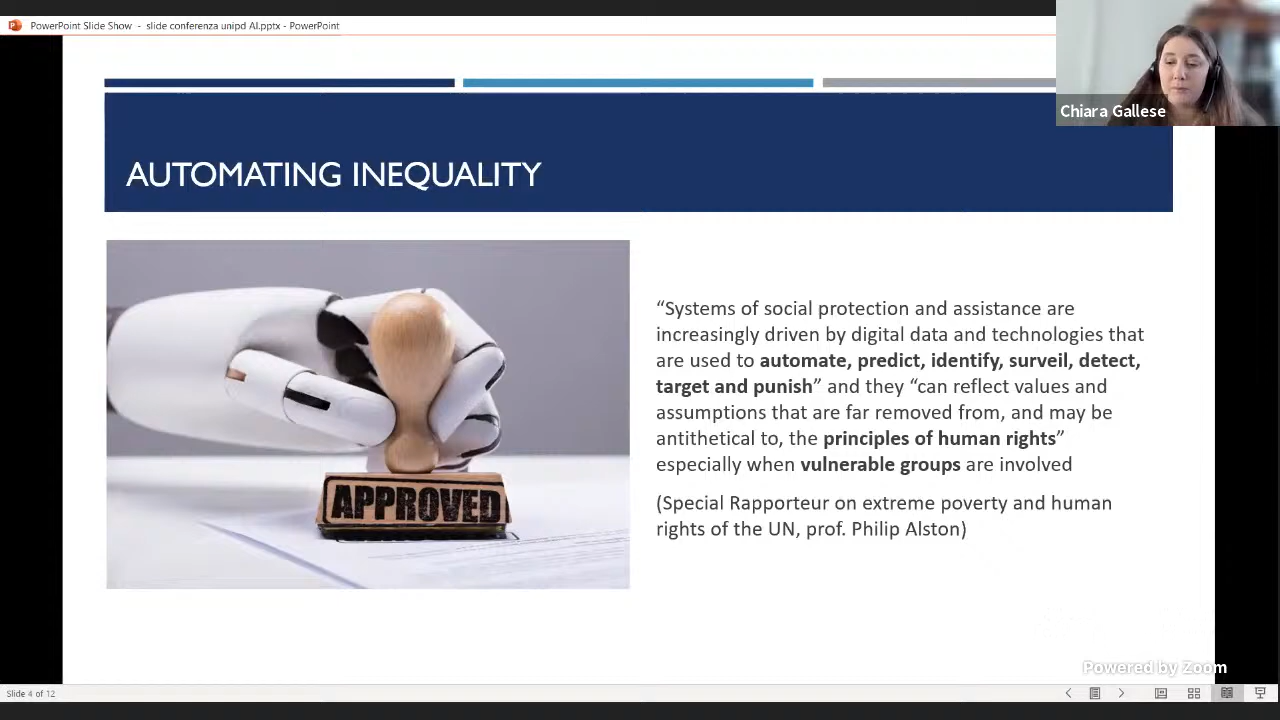 PowerPoint Slide Show - slide conferenza unipd AI.pptx - PowerPoint
Chiara Gallese
AUTOMATING INEQUALITY
“Systems of social protection and assistance are
increasingly driven by digital data and technologies that
are used to automate, predict, identify, surveil, detect,
target and punish” and they “can reflect values and
assumptions that are far removed from, and may be
antithetical to, the principles of human rights”
especially when vulnerable groups are involved
(Special Rapporteur on extreme poverty and human
rights of the UN, prof. Philip Alston)
APPROVED
Powered by Zoom
Slide 4 of 12